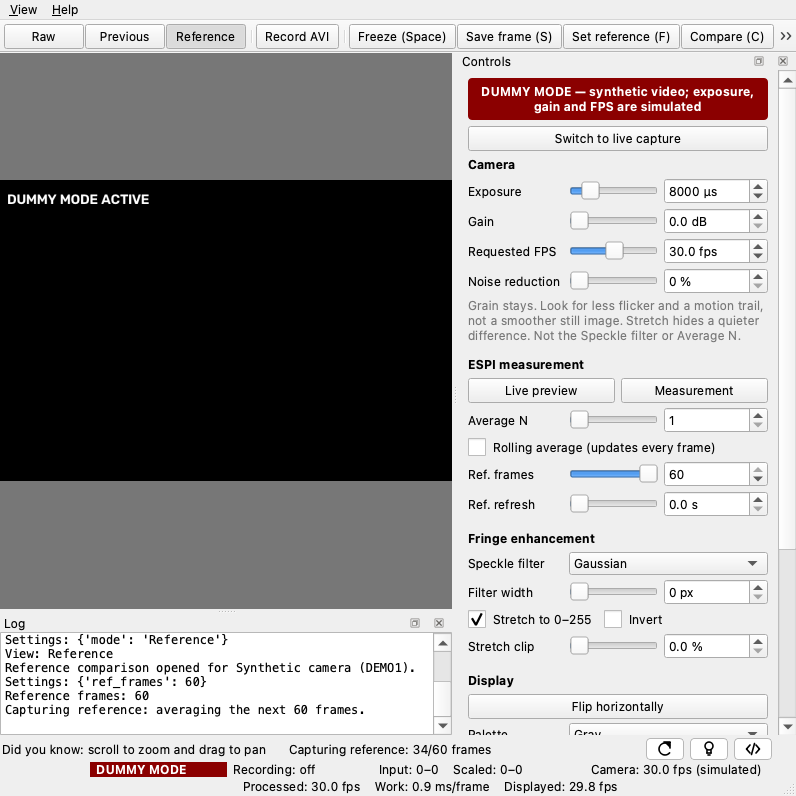 View Help
Raw Previous Reference Record AVI Freeze (Space) Save frame (S) Set reference (F) Compare (C) »
Controls
DUMMY MODE — synthetic video; exposure,
gain and FPS are simulated
Switch to live capture
Camera
Exposure 8000 µs
Gain 0.0 dB
Requested FPS 30.0 fps
Noise reduction 0 %
Grain stays. Look for less flicker and a motion trail,
not a smoother still image. Stretch hides a quieter
difference. Not the Speckle filter or Average N.
ESPI measurement
Live preview Measurement
Average N 1
Rolling average (updates every frame)
Ref. frames 60
Ref. refresh 0.0 s
Fringe enhancement
Speckle filter Gaussian
Filter width 0 px
Stretch to 0–255 Invert
Stretch clip 0.0 %
Display
Flip horizontally
Palette Gray
DUMMY MODE ACTIVE
Log
Settings: {'mode': 'Reference'}
View: Reference
Reference comparison opened for Synthetic camera (DEMO1).
Settings: {'ref_frames': 60}
Reference frames: 60
Capturing reference: averaging the next 60 frames.
Did you know: scroll to zoom and drag to pan Capturing reference: 34/60 frames
DUMMY MODE Recording: off Input: 0–0 Scaled: 0–0 Camera: 30.0 fps (simulated)
Processed: 30.0 fps Work: 0.9 ms/frame Displayed: 29.8 fps